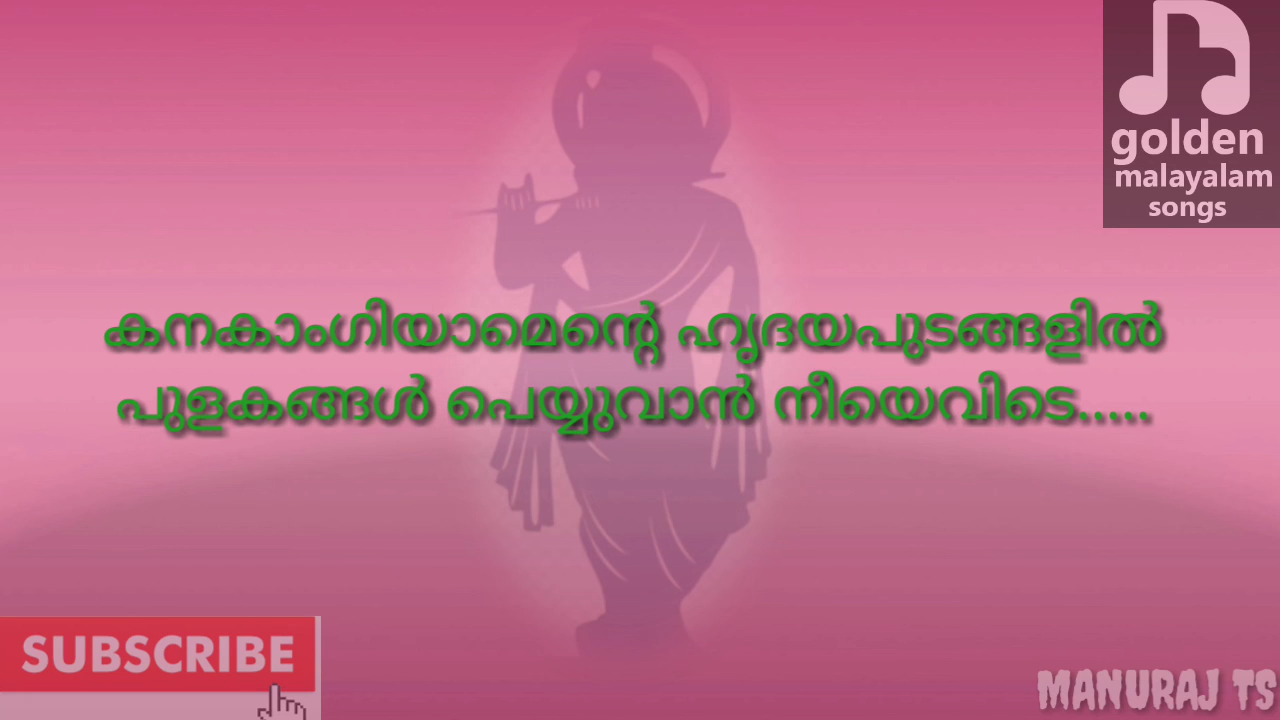 golden
malayalam
songs
കനകാംഗിയാമെന്റെ ഹൃദയപുടങ്ങളിൽ
പുളകങ്ങൾ പെയ്യുവാൻ നീയെവിടെ.....
SUBSCRIBE
MANURAJ TS